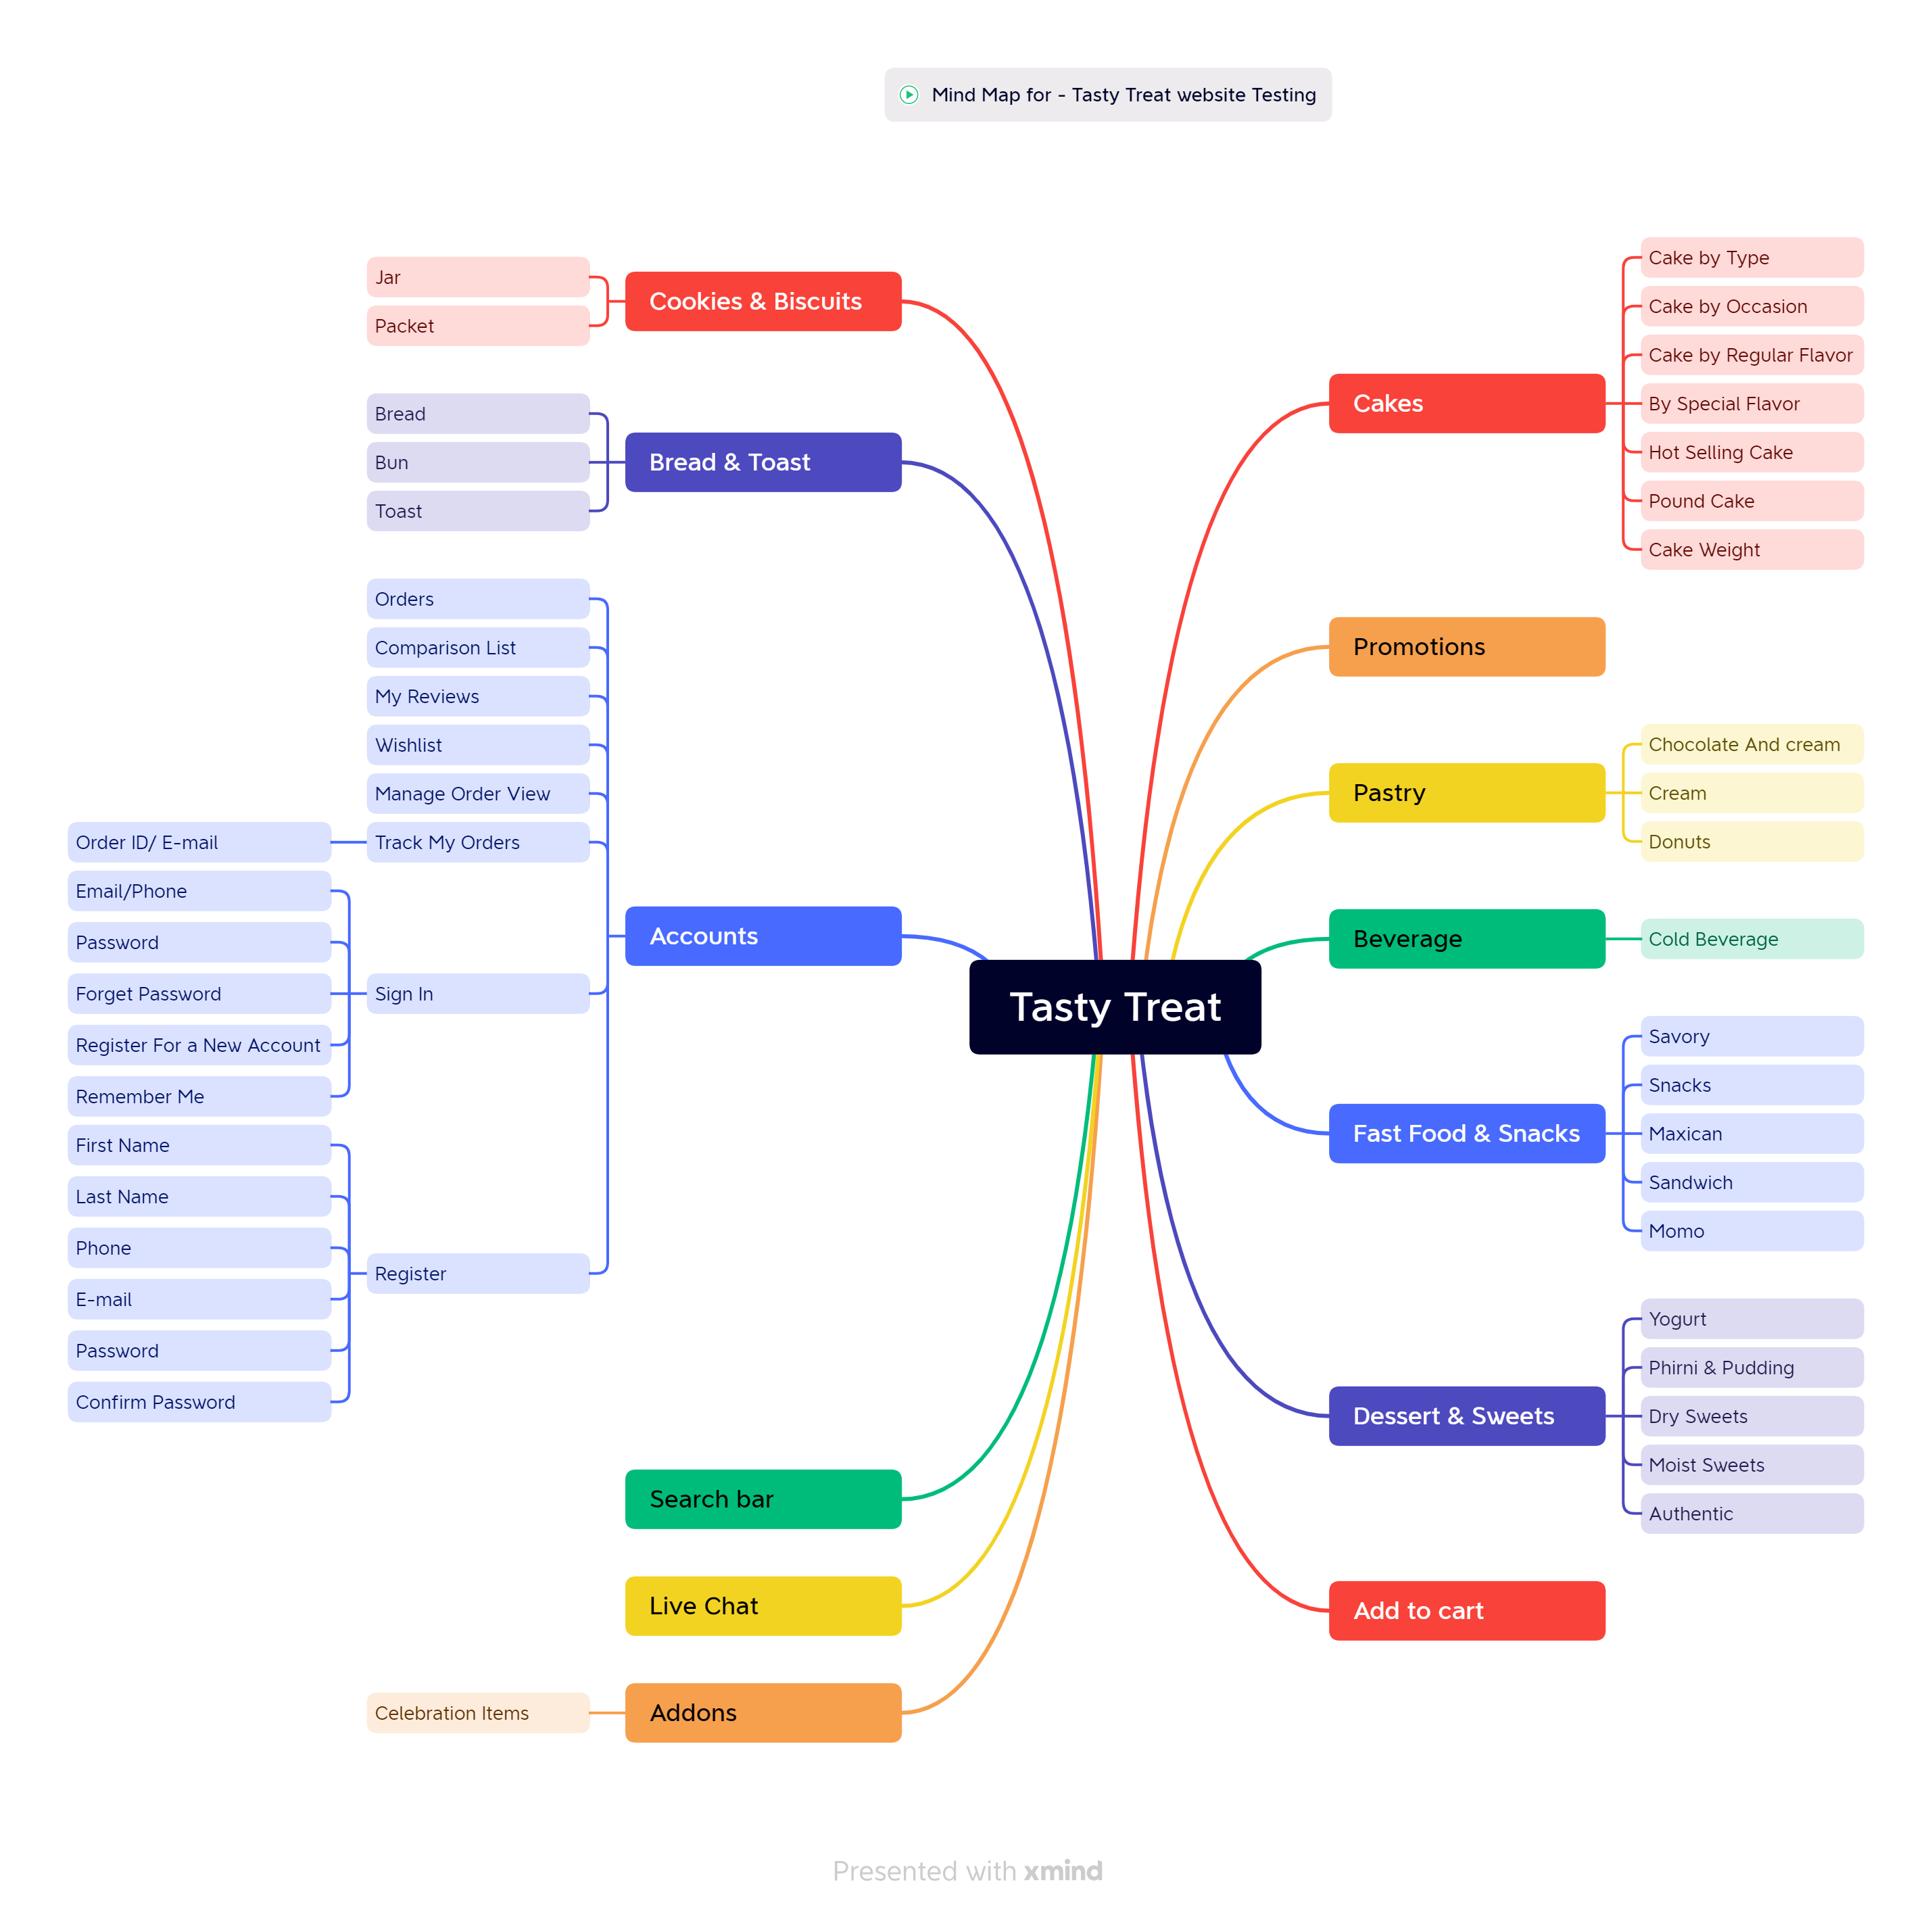 Mind Map for - Tasty Treat website Testing
Tasty Treat
Cakes
Cake by Type
Cake by Occasion
Cake by Regular Flavor
By Special Flavor
Hot Selling Cake
Pound Cake
Cake Weight
Promotions
Pastry
Chocolate And cream
Cream
Donuts
Beverage
Cold Beverage
Fast Food & Snacks
Savory
Snacks
Maxican
Sandwich
Momo
Dessert & Sweets
Yogurt
Phirni & Pudding
Dry Sweets
Moist Sweets
Authentic
Add to cart
Cookies & Biscuits
Jar
Packet
Bread & Toast
Bread
Bun
Toast
Accounts
Orders
Comparison List
My Reviews
Wishlist
Manage Order View
Track My Orders
Order ID/ E-mail
Sign In
Email/Phone
Password
Forget Password
Register For a New Account
Remember Me
Register
First Name
Last Name
Phone
E-mail
Password
Confirm Password
Search bar
Live Chat
Addons
Celebration Items
Presented with xmind